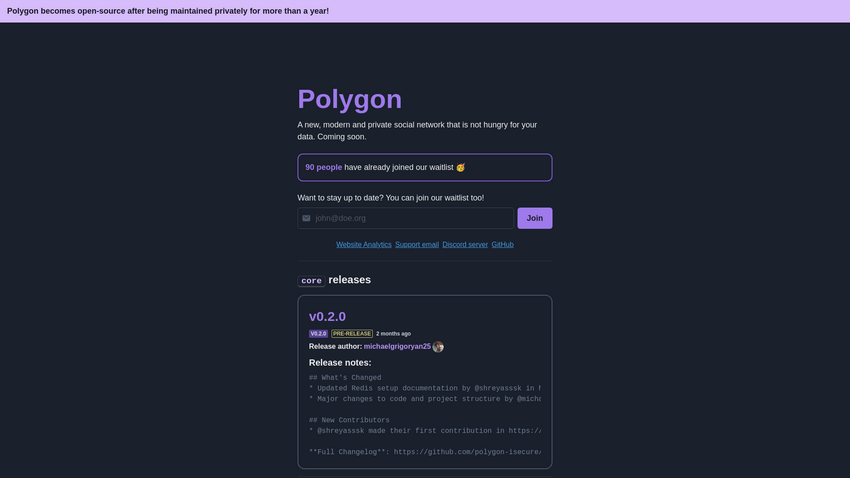 Polygon becomes open-source after being maintained privately for more than a year!
Polygon
A new, modern and private social network that is not hungry for your
data. Coming soon.
90 people have already joined our waitlist 🥳
Want to stay up to date? You can join our waitlist too!
john@doe.org
Join
Website Analytics Support email Discord server GitHub
core releases
v0.2.0
V0.2.0 PRE-RELEASE 2 months ago
Release author: michaelgrigoryan25
Release notes:
## What's Changed
* Updated Redis setup documentation by @shreyasssk in
* Major changes to code and project structure by @micha
## New Contributors
* @shreyasssk made their first contribution in https:/
**Full Changelog**: https://github.com/polygon-isecure/